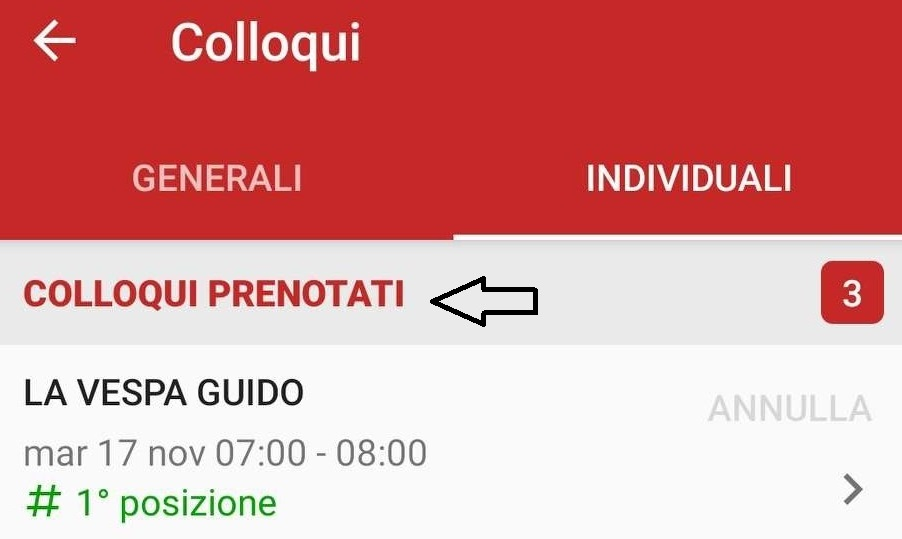 Colloqui
GENERALI INDIVIDUALI
COLLOQUI PRENOTATI 3
LA VESPA GUIDO
ANNULLA
mar 17 nov 07:00 - 08:00
# 1° posizione